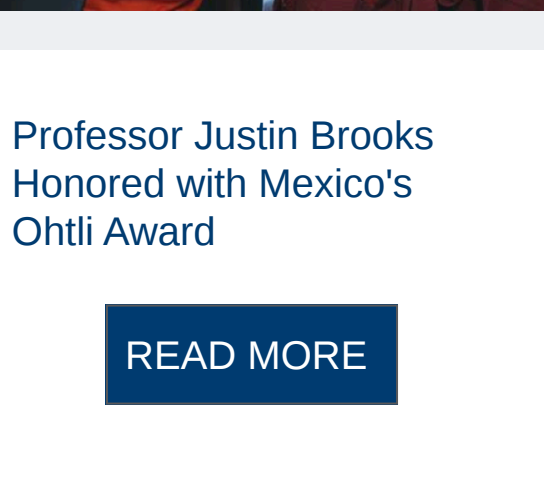 Professor Justin Brooks
Honored with Mexico's
Ohtli Award
READ MORE